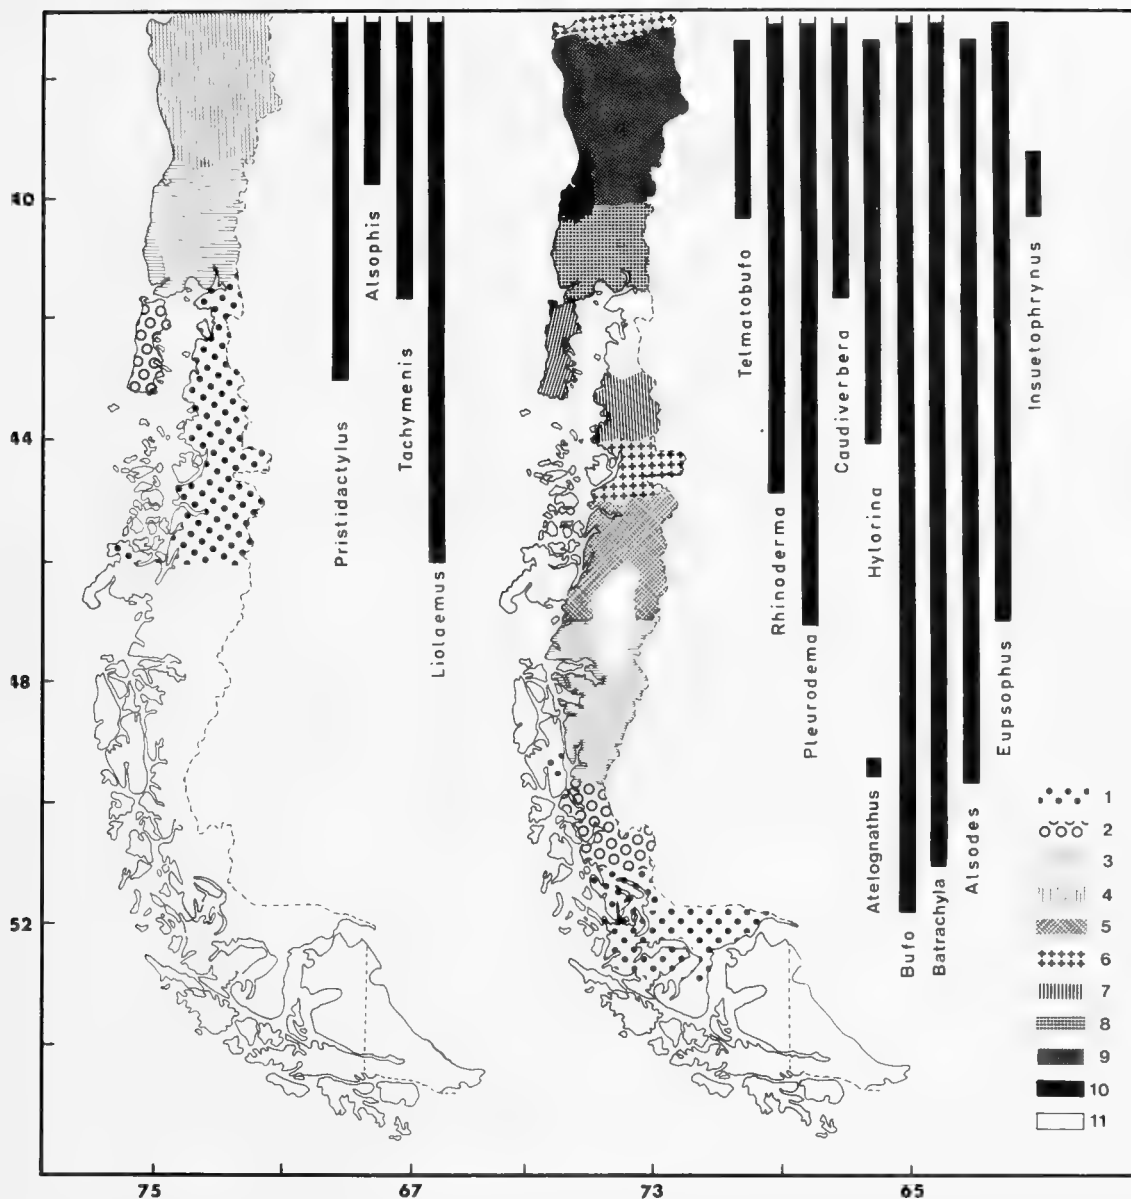 40
44
48
52
75
67
73
65
Pristidactylus
Alsophis
Tachymenis
Liolaemus
Telmatobufo
Rhinoderma
Pleurodema
Caudiverbera
Hylorina
Atelognathus
Bufo
Batrachyla
Alsodes
Eupsophus
Insuetophrynus
1
2
3
4
5
6
7
8
9
10
11